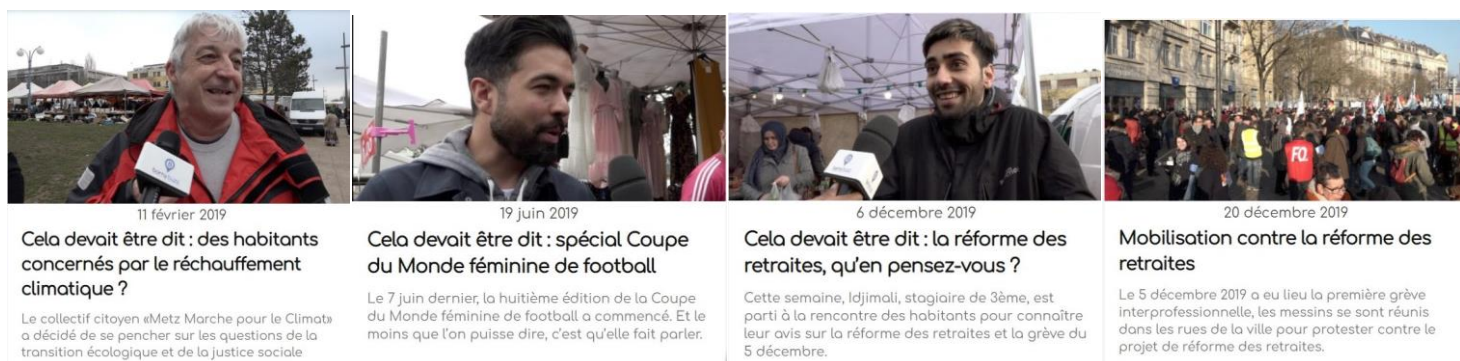 11 février 2019
Cela devait être dit : des habitants
concernés par le réchauffement
climatique ?
Le collectif citoyen «Metz Marche pour le Climat»
a décidé de se pencher sur les questions de la
transition écologique et de la justice sociale
19 juin 2019
Cela devait être dit : spécial Coupe
du Monde féminine de football
Le 7 juin dernier, la huitième édition de la Coupe
du Monde féminine de football a commencé. Et le
moins que l'on puisse dire, c'est qu'elle fait parler.
6 décembre 2019
Cela devait être dit : la réforme des
retraites, qu'en pensez-vous ?
Cette semaine, Idjimali, stagiaire de 3ème, est
parti à la rencontre des habitants pour connaître
leur avis sur la réforme des retraites et la grève du
5 décembre.
FO
20 décembre 2019
Mobilisation contre la réforme des
retraites
Le 5 décembre 2019 a eu lieu la première grève
interprofessionnelle, les messins se sont réunis
dans les rues de la ville pour protester contre le
projet de réforme des retraites.